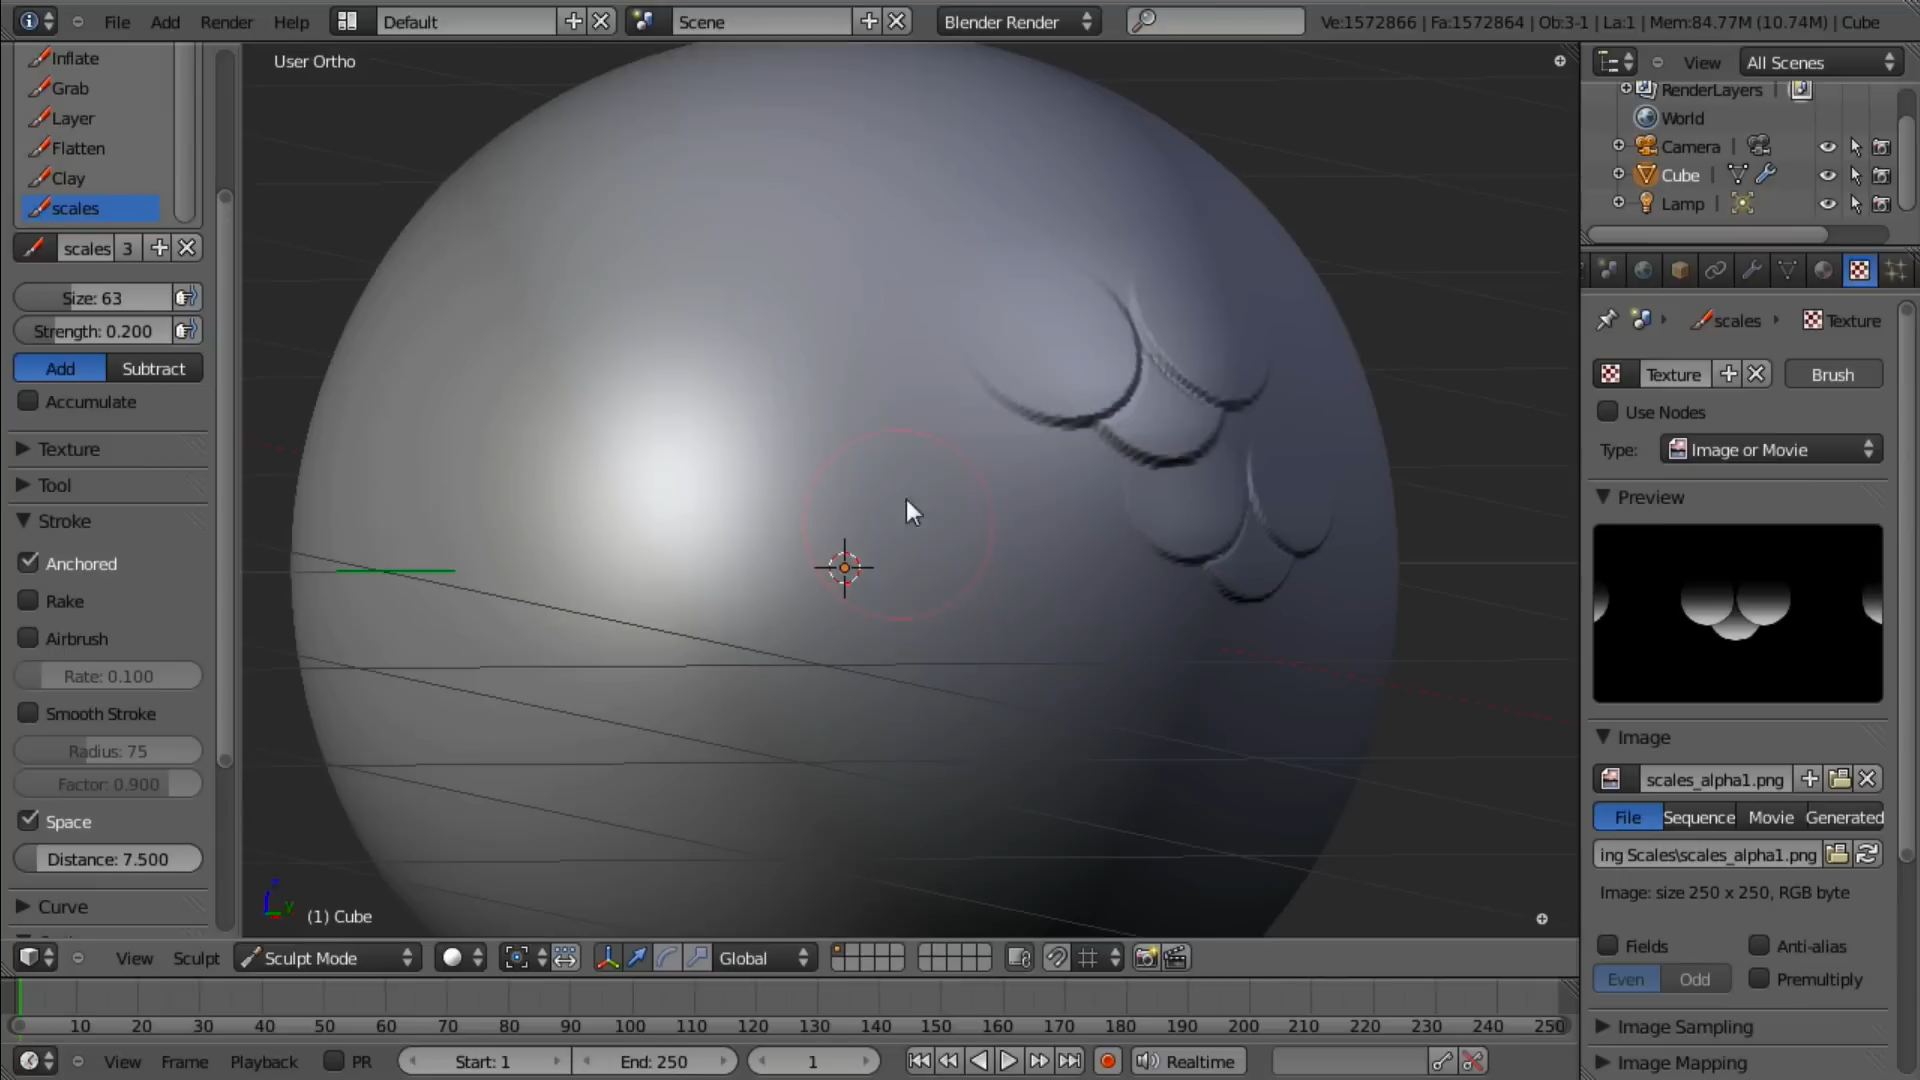 File Add Render Help Default Scene Blender Render Ve:1572866 | Fa:1572864 | Ob:3-1 | La:1 | Mem:84.77M (10.74M) | Cube
Inflate
Grab
Layer
Flatten
Clay
scales
scales 3
Size: 63
Strength: 0.200
Add Subtract
Accumulate
Texture
Tool
Stroke
Anchored
Rake
Airbrush
Rate: 0.100
Smooth Stroke
Radius: 75
Factor: 0.900
Space
Distance: 7.500
Curve
User Ortho
(1) Cube
View All Scenes
RenderLayers
World
Camera
Cube
Lamp
scales Texture
Texture Brush
Use Nodes
Type: Image or Movie
Preview
Image
scales_alpha1.png
File Sequence Movie Generated
ing Scales\scales_alpha1.png
Image: size 250 x 250, RGB byte
Fields Anti-alias
Even Odd Premultiply
Image Sampling
Image Mapping
View Sculpt Sculpt Mode Global
10 20 30 40 50 60 70 80 90 100 110 120 130 140 150 160 170 180 190 200 210 220 230 240 250
View Frame Playback PR Start: 1 End: 250 1 Realtime